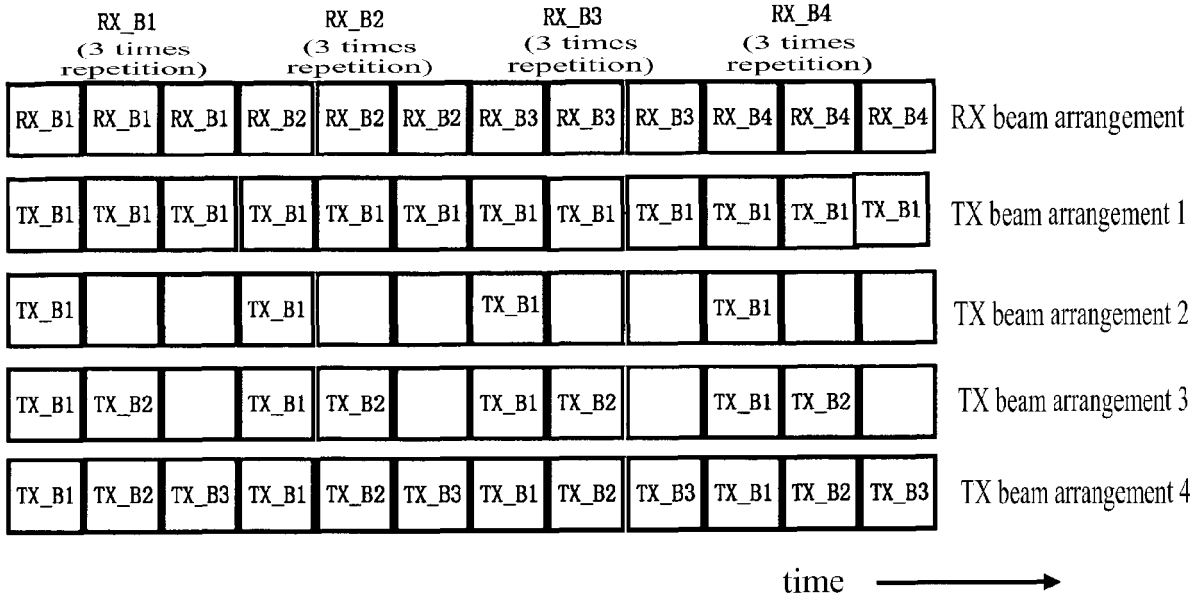 RX_B1 RX_B2 RX_B3 RX_B4
(3 times (3 times (3 times (3 times
repetition) repetition) repetition) repetition)
RX_B1 RX_B1 RX_B1 RX_B2 RX_B2 RX_B2 RX_B3 RX_B3 RX_B3 RX_B4 RX_B4 RX_B4 RX beam arrangement
TX_B1 TX_B1 TX_B1 TX_B1 TX_B1 TX_B1 TX_B1 TX_B1 TX_B1 TX_B1 TX_B1 TX_B1 TX beam arrangement 1
TX_B1 TX_B1 TX_B1 TX_B1 TX beam arrangement 2
TX_B1 TX_B2 TX_B1 TX_B2 TX_B1 TX_B2 TX_B1 TX_B2 TX beam arrangement 3
TX_B1 TX_B2 TX_B3 TX_B1 TX_B2 TX_B3 TX_B1 TX_B2 TX_B3 TX_B1 TX_B2 TX_B3 TX beam arrangement 4
time